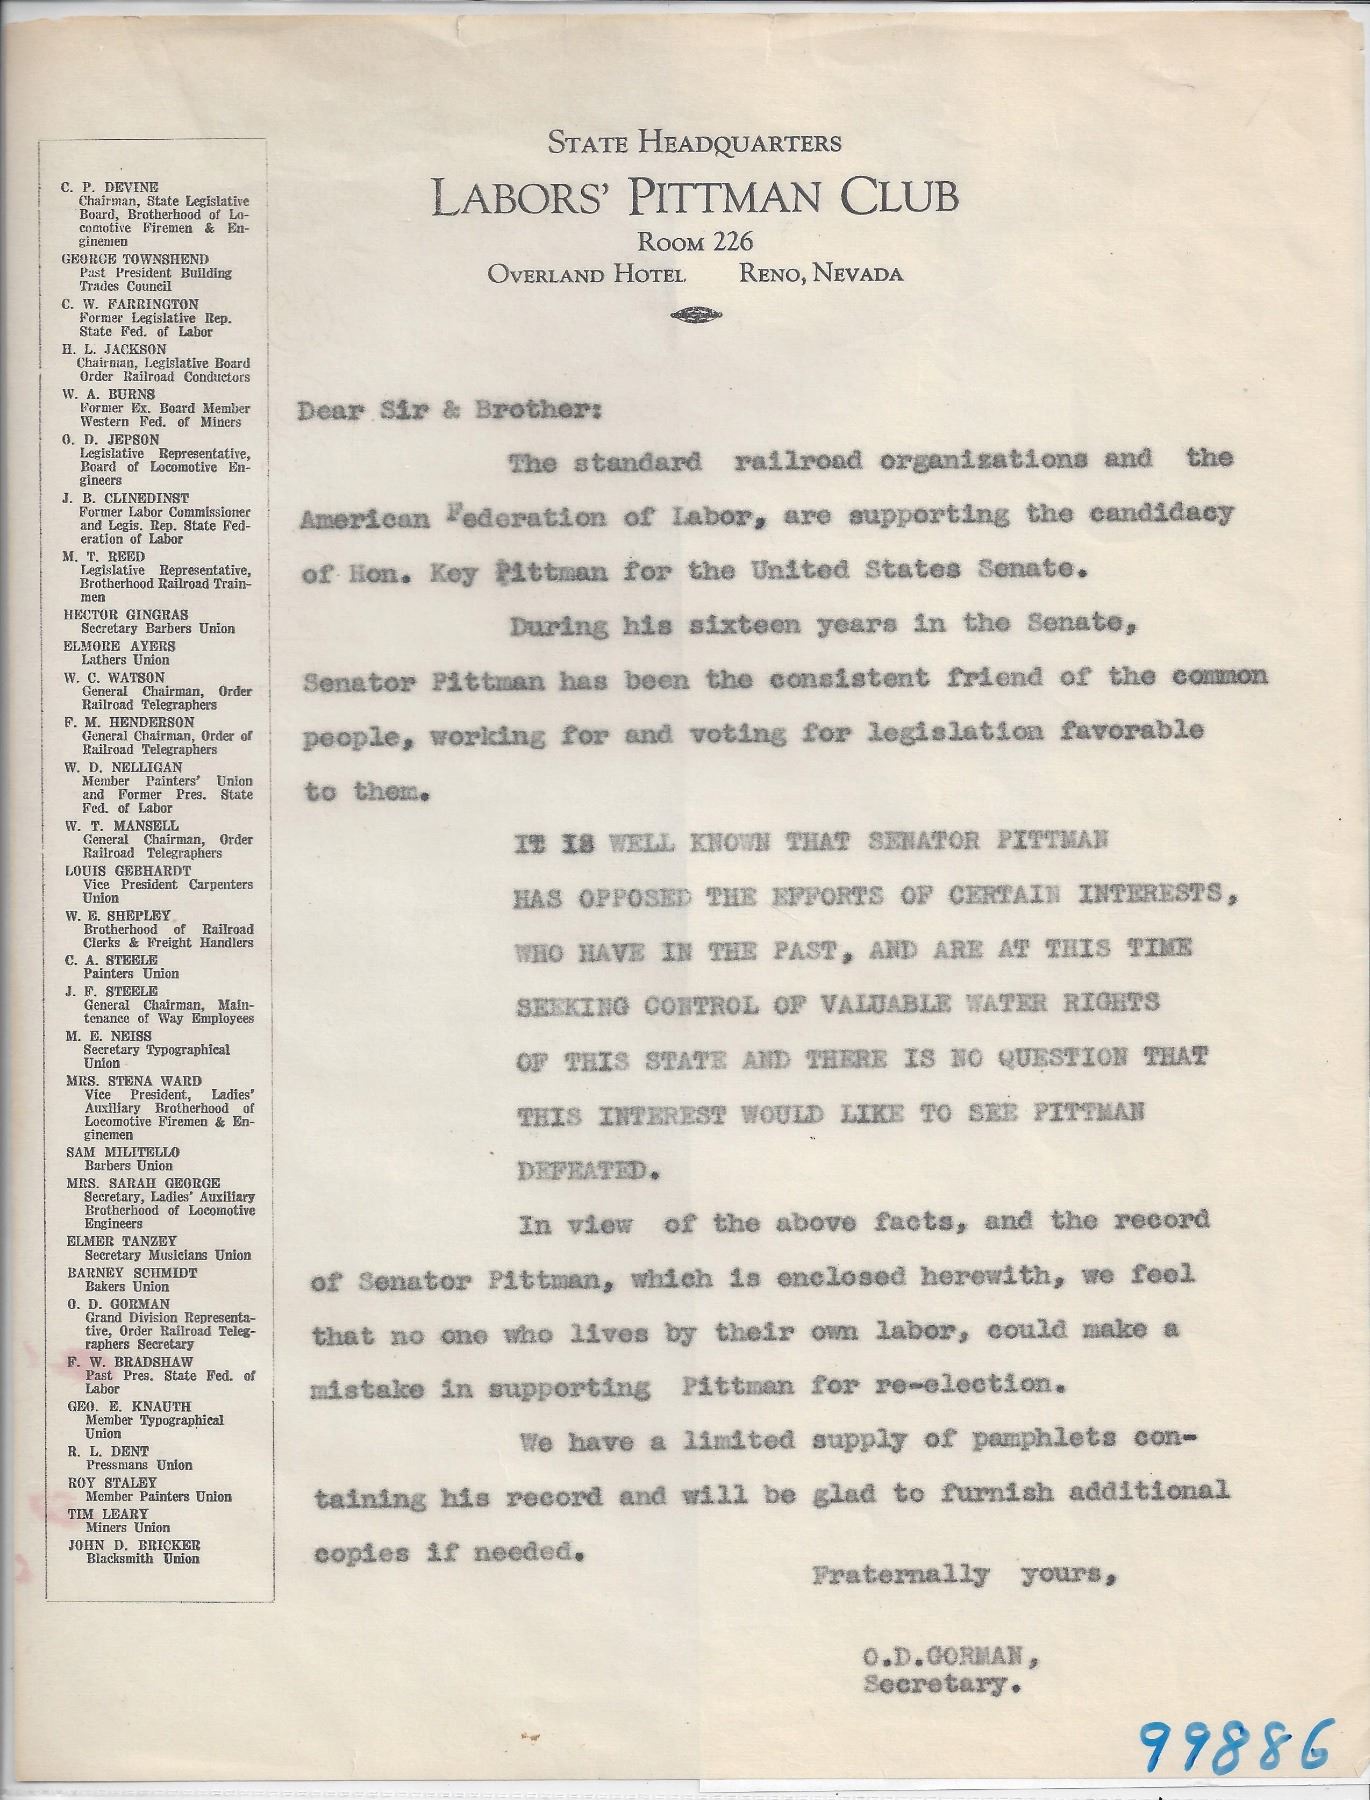 STATE HEADQUARTERS
LABORS' PITTMAN CLUB
ROOM 226
OVERLAND HOTEL RENO, NEVADA
C. P. DEVINE
Chairman, State Legislative
Board, Brotherhood of Lo-
comotive Firemen & En-
ginemen
GEORGE TOWNSHEND
Past President Building
Trades Council
C. W. FARRINGTON
Former Legislative Rep.
State Fed. of Labor
H. L. JACKSON
Chairman, Legislative Board
Order Railroad Conductors
W. A. BURNS
Former Ex. Board Member
Western Fed. of Miners
O. D. JEPSON
Legislative Representative,
Board of Locomotive En-
gineers
J. B. CLINEDINST
Former Labor Commissioner
and Legis. Rep. State Fed-
eration of Labor
M. T. REED
Legislative Representative,
Brotherhood Railroad Train-
men
HECTOR GINGRAS
Secretary Barbers Union
ELMORE AYERS
Lathers Union
W. C. WATSON
General Chairman, Order
Railroad Telegraphers
F. M. HENDERSON
General Chairman, Order of
Railroad Telegraphers
W. D. NELLIGAN
Member Painters' Union
and Former Pres. State
Fed. of Labor
W. T. MANSELL
General Chairman, Order
Railroad Telegraphers
LOUIS GEBHARDT
Vice President Carpenters
Union
W. E. SHEPLEY
Brotherhood of Railroad
Clerks & Freight Handlers
C. A. STEELE
Painters Union
J. F. STEELE
General Chairman, Main-
tenance of Way Employees
M. E. NEISS
Secretary Typographical
Union
MRS. STENA WARD
Vice President, Ladies'
Auxiliary Brotherhood of
Locomotive Firemen & En-
ginemen
SAM MILITELLO
Barbers Union
MRS. SARAH GEORGE
Secretary, Ladies' Auxiliary
Brotherhood of Locomotive
Engineers
ELMER TANZEY
Secretary Musicians Union
BARNEY SCHMIDT
Bakers Union
O. D. GORMAN
Grand Division Representa-
tive, Order Railroad Teleg-
raphers Secretary
F. W. BRADSHAW
Past Pres. State Fed. of
Labor
GEO. E. KNAUTH
Member Typographical
Union
R. L. DENT
Pressmans Union
ROY STALEY
Member Painters Union
TIM LEARY
Miners Union
JOHN D. BRICKER
Blacksmith Union
Dear Sir & Brother:
The standard railroad organizations and the
American Federation of Labor, are supporting the candidacy
of Hon. Key Pittman for the United States Senate.
During his sixteen years in the Senate,
Senator Pittman has been the consistent friend of the common
people, working for and voting for legislation favorable
to them.
IT IS WELL KNOWN THAT SENATOR PITTMAN
HAS OPPOSED THE EFFORTS OF CERTAIN INTERESTS,
WHO HAVE IN THE PAST, AND ARE AT THIS TIME
SEEKING CONTROL OF VALUABLE WATER RIGHTS
OF THIS STATE AND THERE IS NO QUESTION THAT
THIS INTEREST WOULD LIKE TO SEE PITTMAN
DEFEATED.
In view of the above facts, and the record
of Senator Pittman, which is enclosed herewith, we feel
that no one who lives by their own labor, could make a
mistake in supporting Pittman for re-election.
We have a limited supply of pamphlets con-
taining his record and will be glad to furnish additional
copies if needed.
Fraternally yours,
O.D.GORMAN,
Secretary.
99886